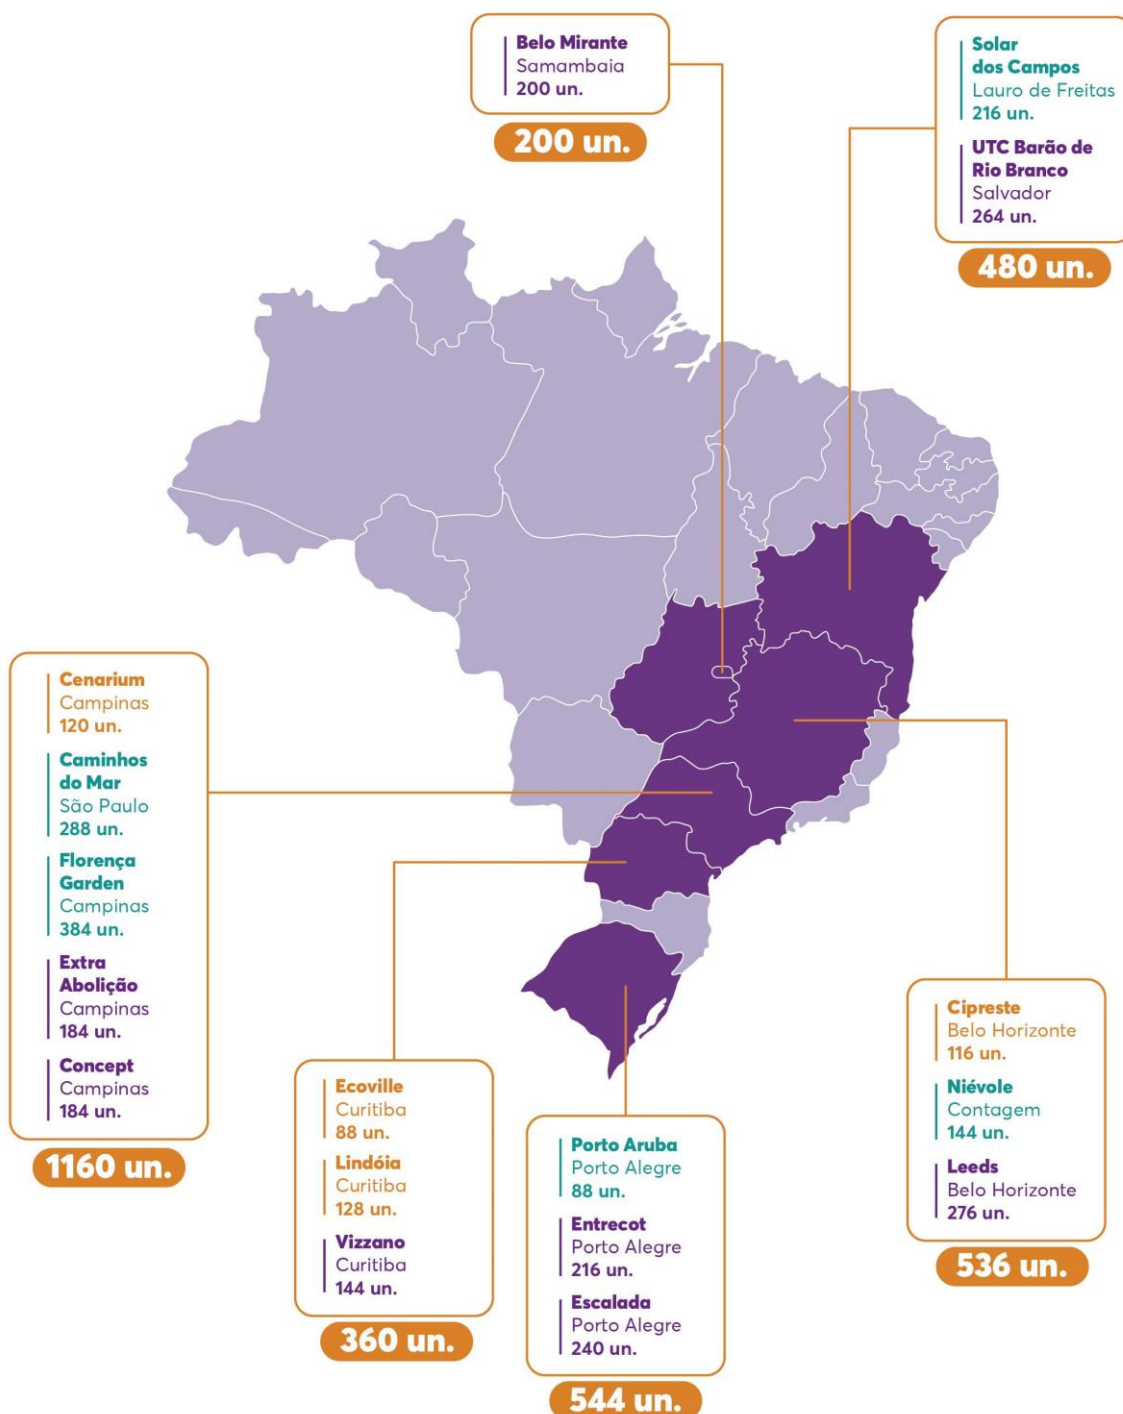 Belo Mirante
Samambaia
200 un.
200 un.
Solar
dos Campos
Lauro de Freitas
216 un.
UTC Barão de
Rio Branco
Salvador
264 un.
480 un.
Cenarium
Campinas
120 un.
Caminhos
do Mar
São Paulo
288 un.
Florença
Garden
Campinas
384 un.
Extra
Abolição
Campinas
184 un.
Concept
Campinas
184 un.
1160 un.
Ecoville
Curitiba
88 un.
Lindóia
Curitiba
128 un.
Vizzano
Curitiba
144 un.
360 un.
Porto Aruba
Porto Alegre
88 un.
Entrecot
Porto Alegre
216 un.
Escalada
Porto Alegre
240 un.
544 un.
Cipreste
Belo Horizonte
116 un.
Niévole
Contagem
144 un.
Leeds
Belo Horizonte
276 un.
536 un.